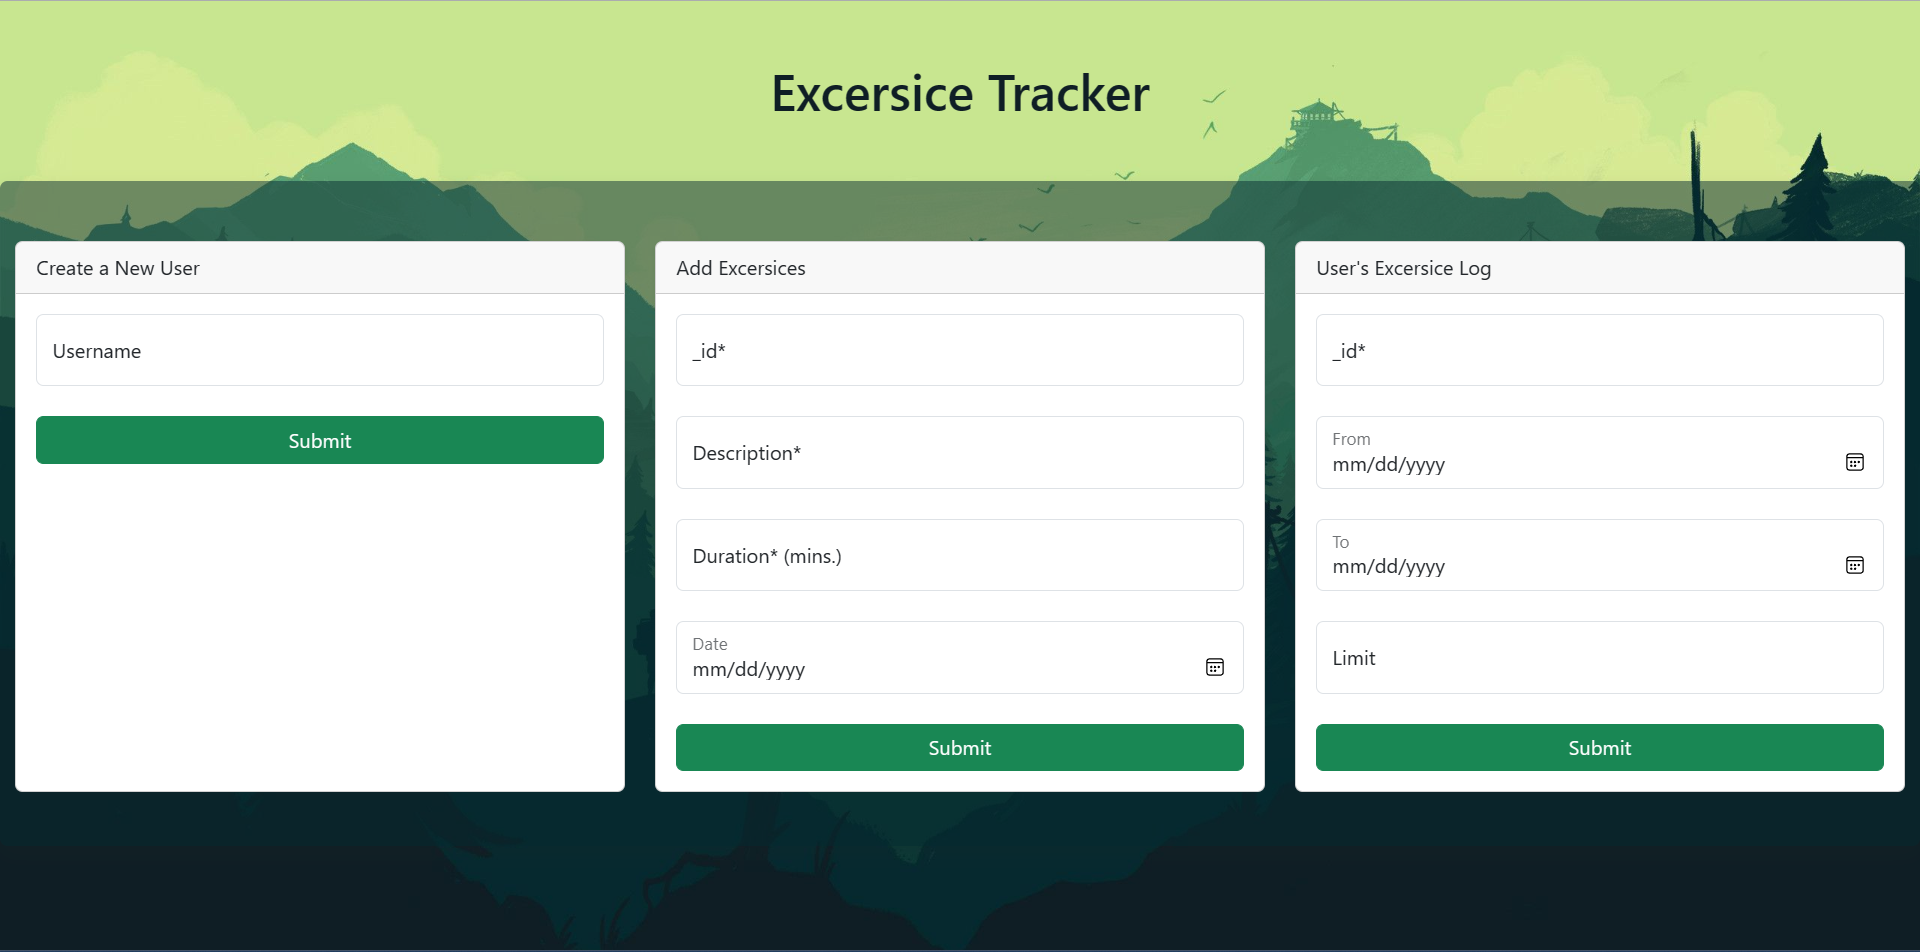 Excersice Tracker
Create a New User
Username
Submit
Add Excersices
_id*
Description*
Duration* (mins.)
Date
mm/dd/yyyy
Submit
User's Excersice Log
_id*
From
mm/dd/yyyy
To
mm/dd/yyyy
Limit
Submit